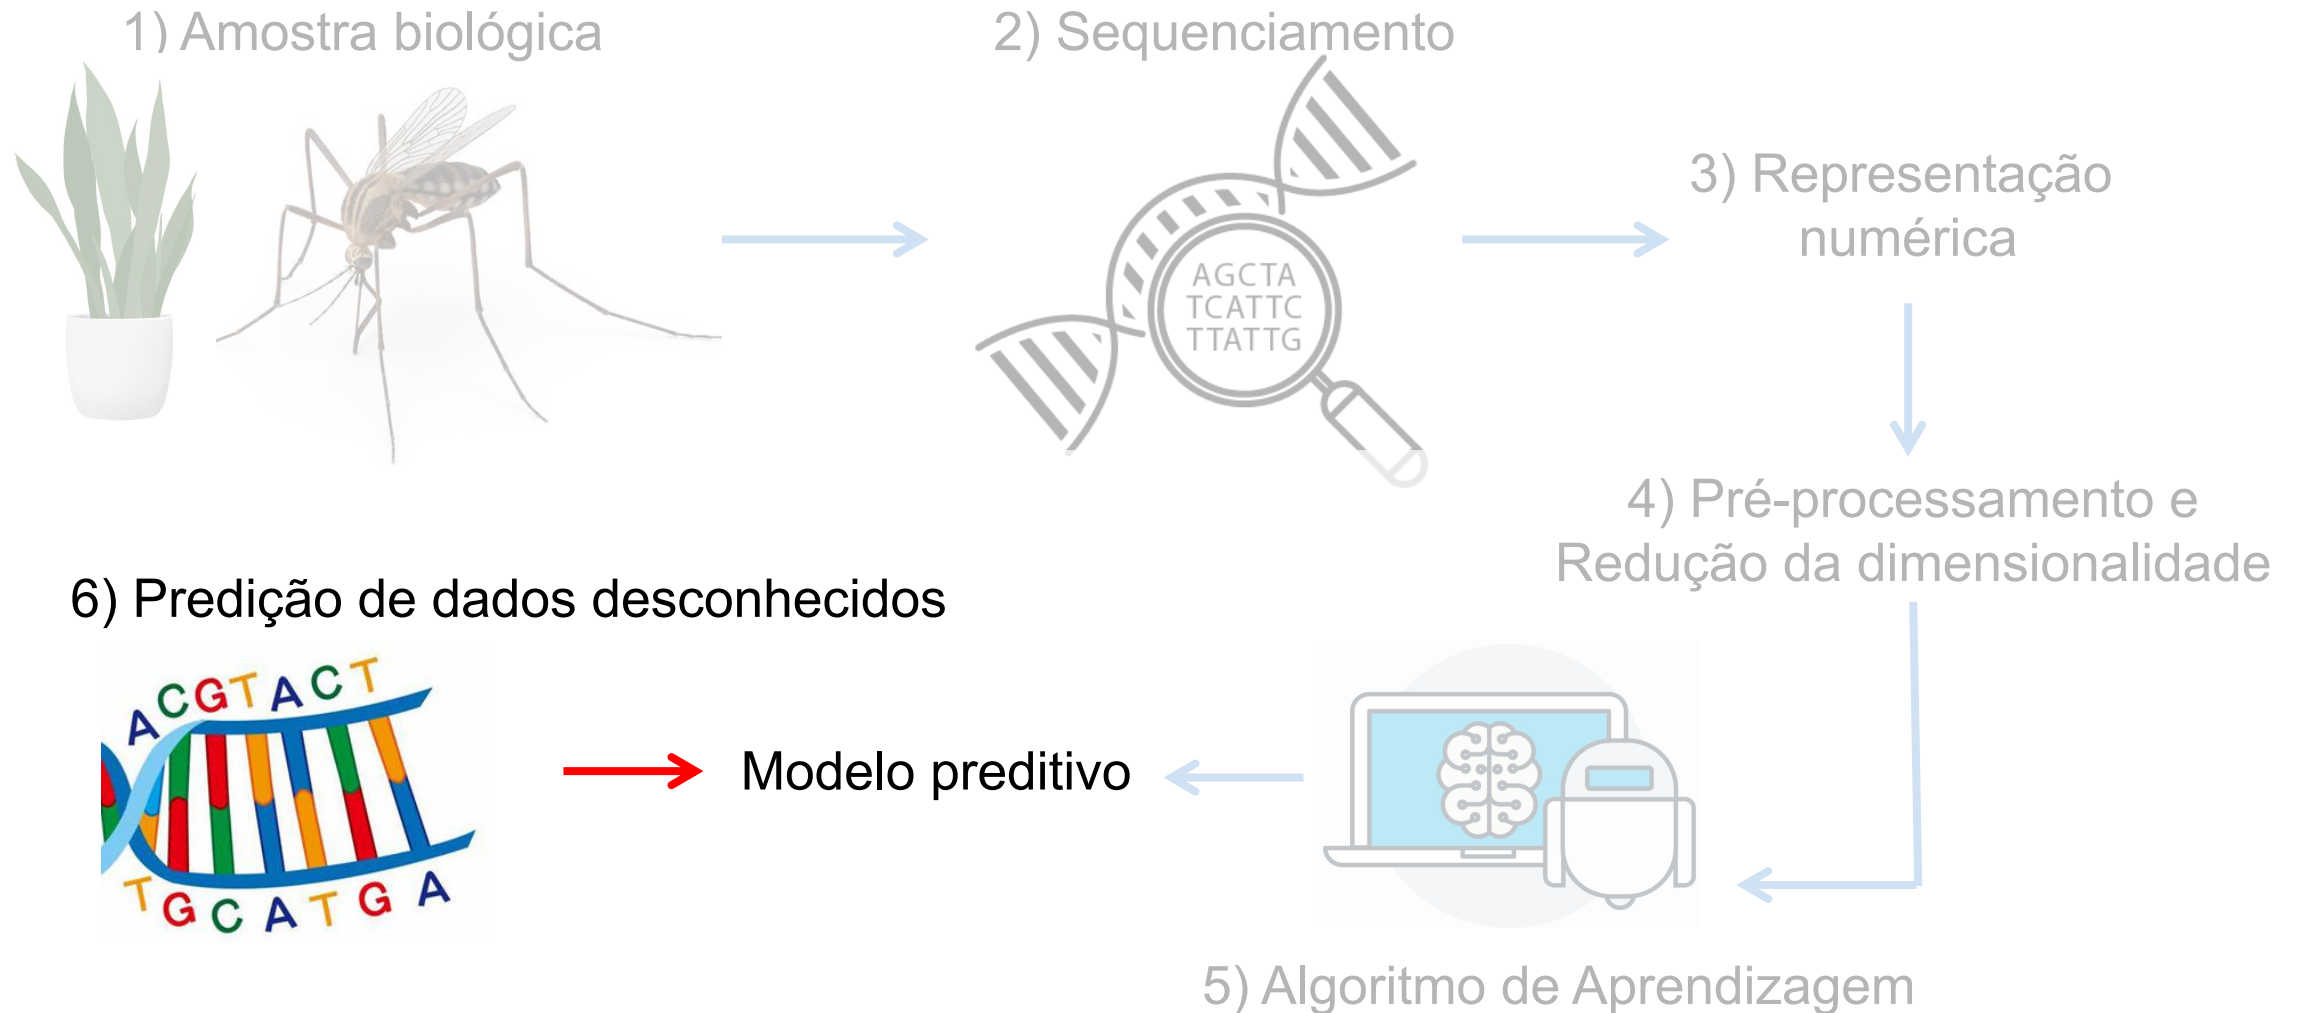 1) Amostra biológica
2) Sequenciamento
AGCTA
TCATTC
TTATTG
3) Representação
numérica
4) Pré-processamento e
Redução da dimensionalidade
6) Predição de dados desconhecidos
ACGTACT
TGCATGA
Modelo preditivo
5) Algoritmo de Aprendizagem